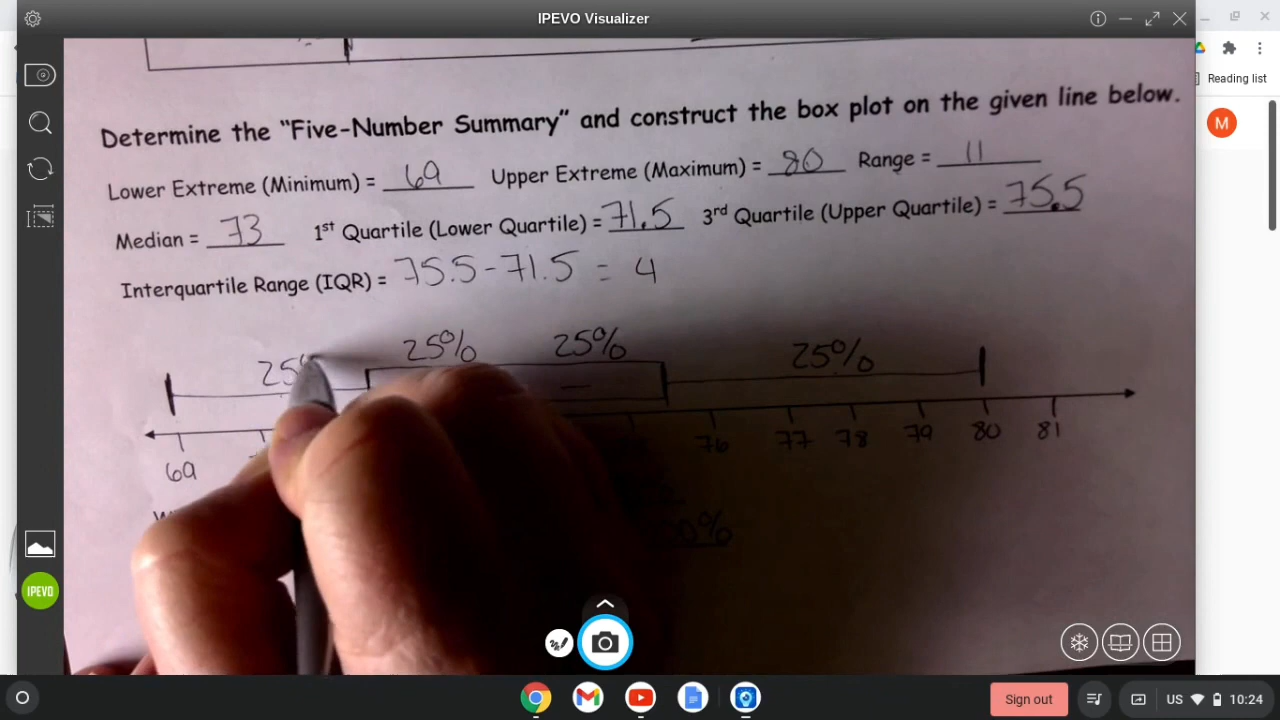 IPEVO Visualizer
Reading list
M
Determine the "Five-Number Summary" and construct the box plot on the given line below.
Lower Extreme (Minimum) = 69 Upper Extreme (Maximum) = 80 Range = 11
Median = 73 1st Quartile (Lower Quartile) = 71.5 3rd Quartile (Upper Quartile) = 75.5
Interquartile Range (IQR) = 75.5 - 71.5 = 4
25% 25% 25% 25%
69 76 77 78 79 80 81
00%
IPEVO
Sign out
US 10:24